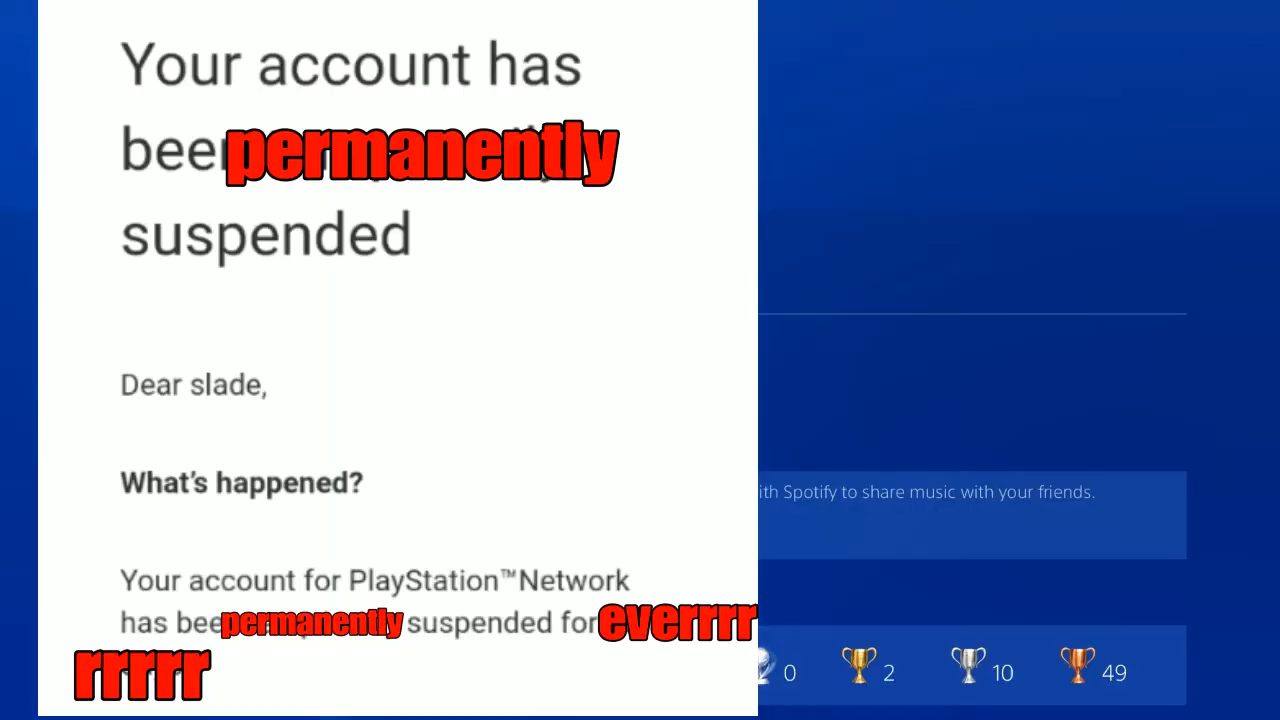 Your account has
been permanently
suspended
Dear slade,
What's happened?
ith Spotify to share music with your friends.
Your account for PlayStation™Network
has bee permanently suspended for everrrr
rrrrr
0 2 10 49